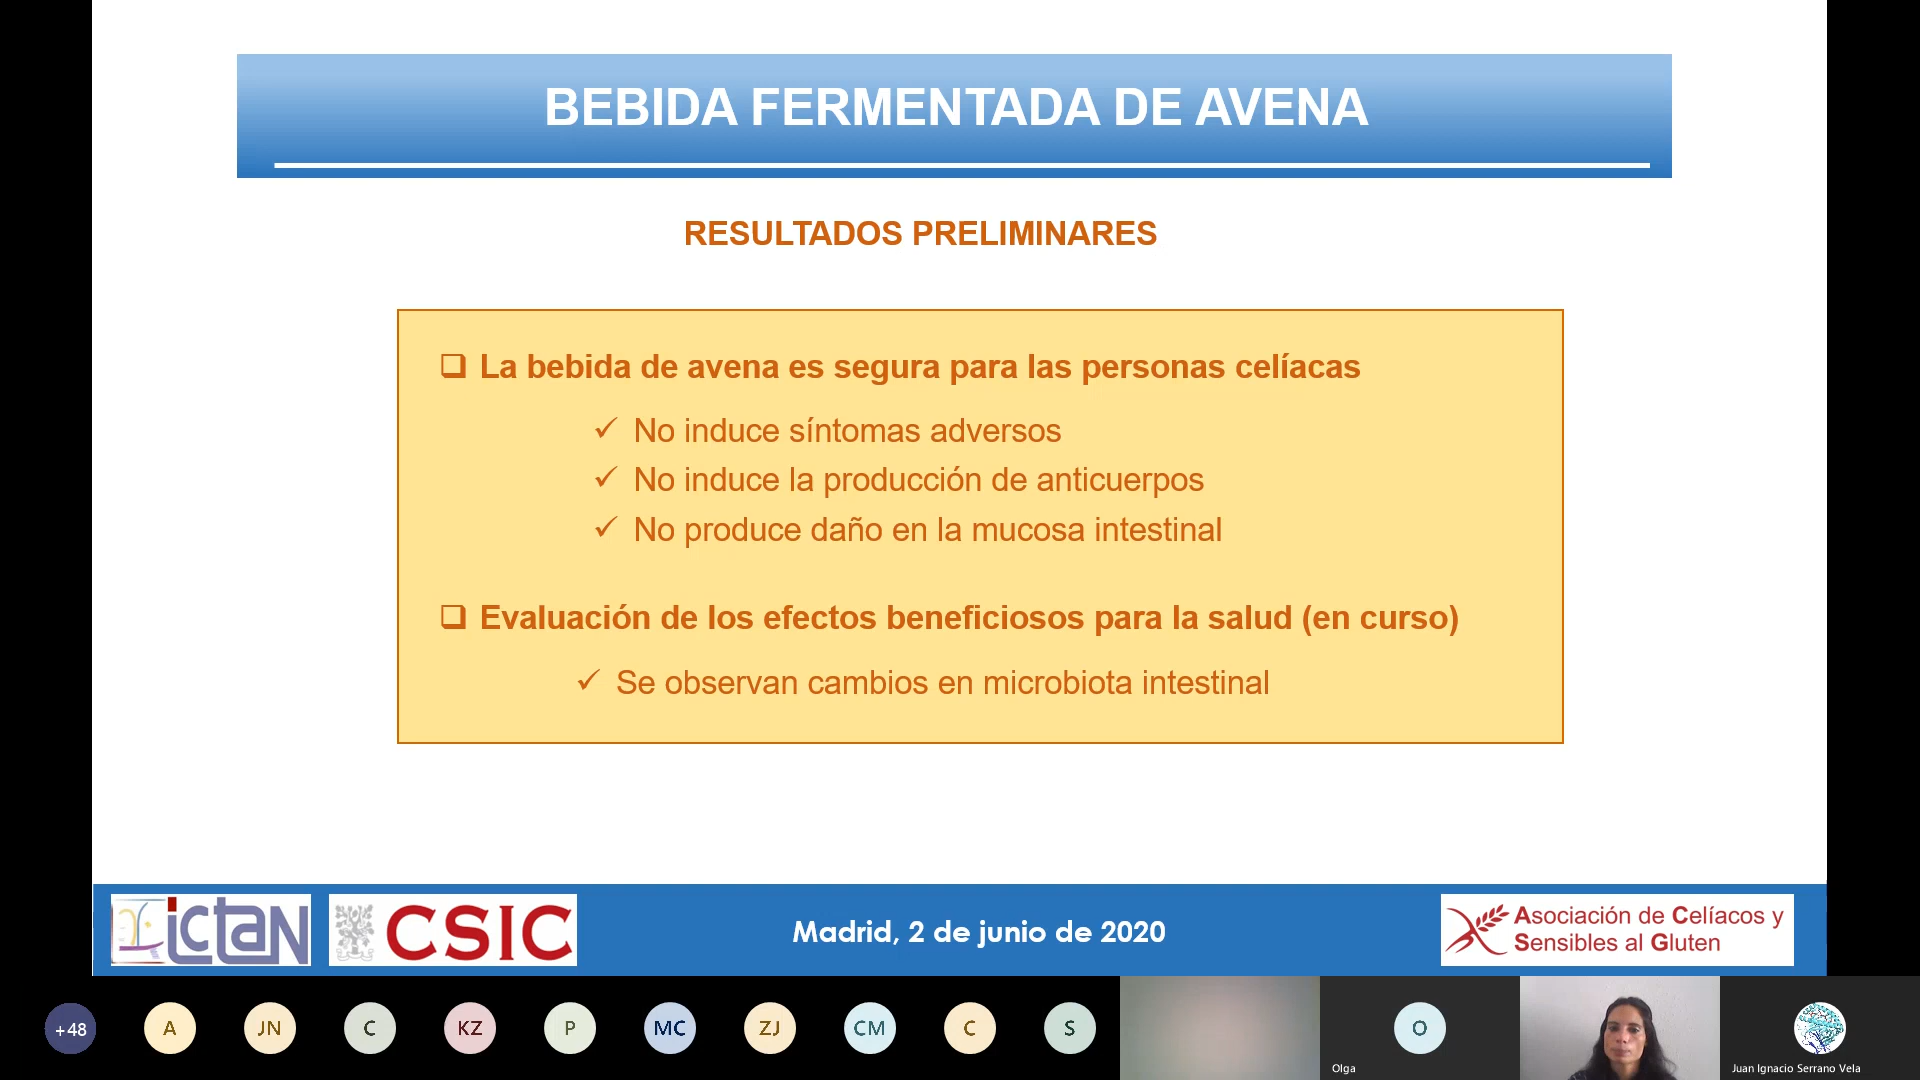 BEBIDA FERMENTADA DE AVENA
RESULTADOS PRELIMINARES
La bebida de avena es segura para las personas celíacas
No induce síntomas adversos
No induce la producción de anticuerpos
No produce daño en la mucosa intestinal
Evaluación de los efectos beneficiosos para la salud (en curso)
Se observan cambios en microbiota intestinal
ictan
CSIC
Madrid, 2 de junio de 2020
Asociación de Celíacos y
Sensibles al Gluten
+48
A
JN
C
KZ
P
MC
ZJ
CM
C
S
O
Olga
Juan Ignacio Serrano Vela